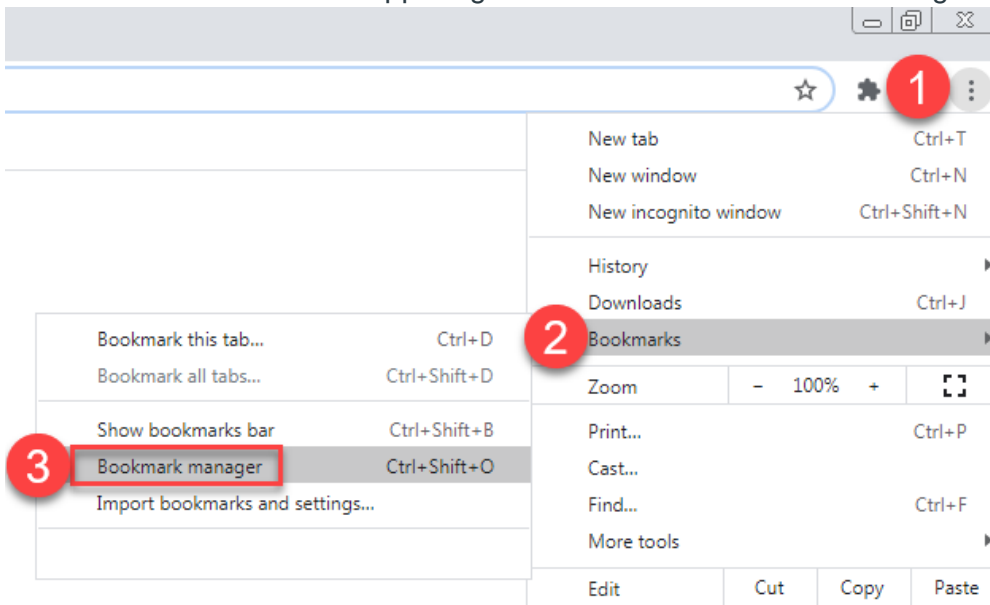 1
New tab Ctrl+T
New window Ctrl+N
New incognito window Ctrl+Shift+N
History
Downloads Ctrl+J
2 Bookmarks
Zoom - 100% +
Print... Ctrl+P
Cast...
Find... Ctrl+F
More tools
Edit Cut Copy Paste
Bookmark this tab... Ctrl+D
Bookmark all tabs... Ctrl+Shift+D
Show bookmarks bar Ctrl+Shift+B
3 Bookmark manager Ctrl+Shift+O
Import bookmarks and settings...